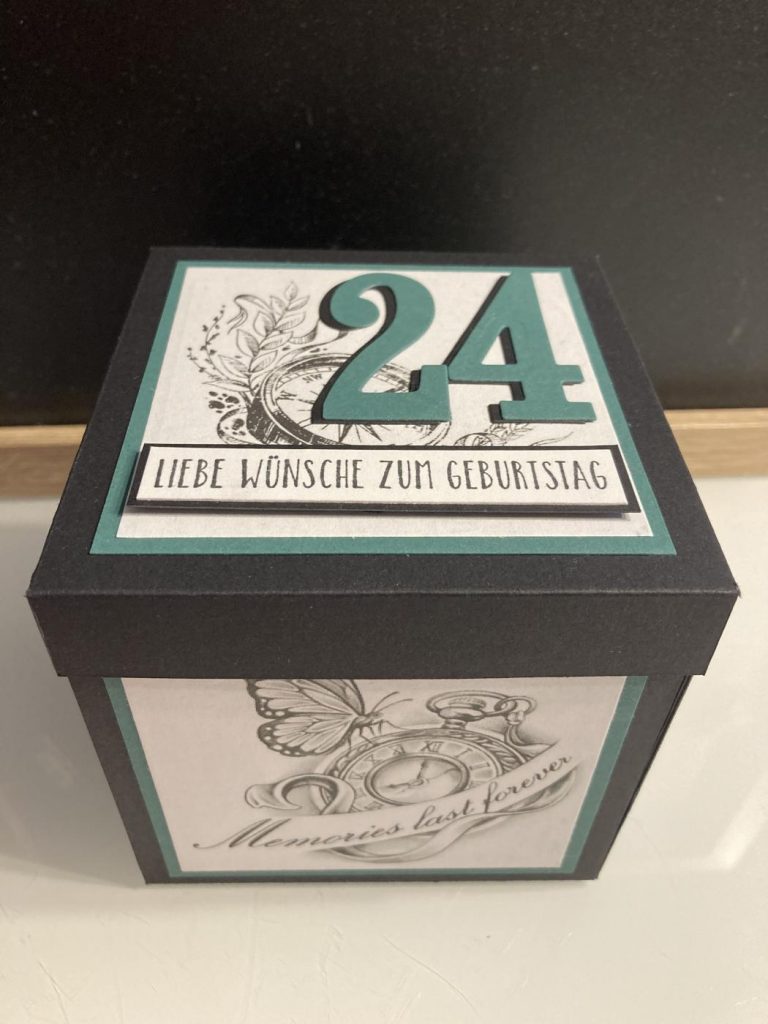 24
LIEBE WÜNSCHE ZUM GEBURTSTAG
Memories last forever